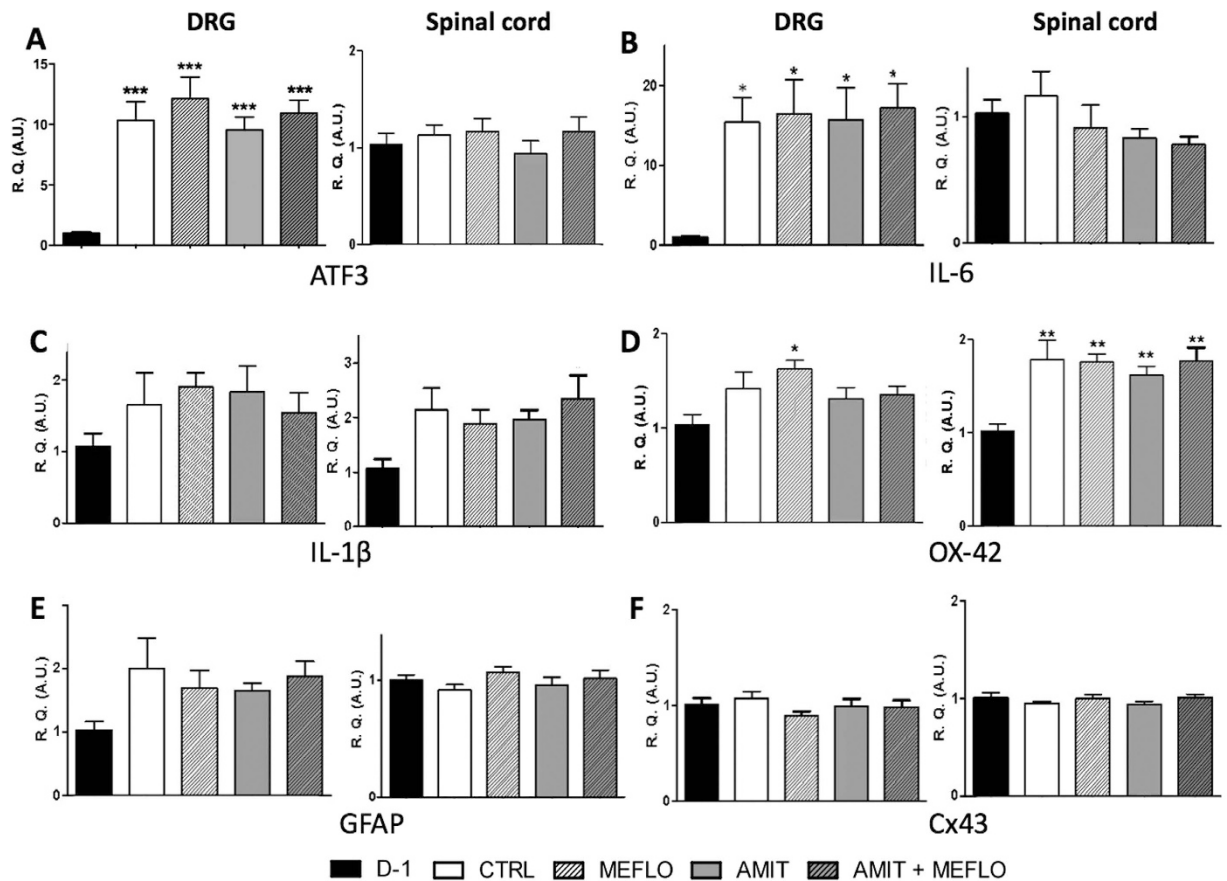 DRG Spinal cord DRG Spinal cord
A B
15 10 5 0
R. Q. (A.U.)
*** *** *** ***
2 1 0
R. Q. (A.U.)
ATF3
20 10 0
R. Q. (A.U.)
* * * *
1 0
R. Q. (A.U.)
IL-6
C D
2 1 0
R. Q. (A.U.)
3 2 1 0
R. Q. (A.U.)
IL-1β
2 1 0
R. Q. (A.U.)
*
2 1 0
R. Q. (A.U.)
** ** ** **
OX-42
E F
2 1 0
R. Q. (A.U.)
1 0
R. Q. (A.U.)
GFAP
2 1 0
R. Q. (A.U.)
2 1 0
R. Q. (A.U.)
Cx43
D-1 CTRL MEFLO AMIT AMIT + MEFLO